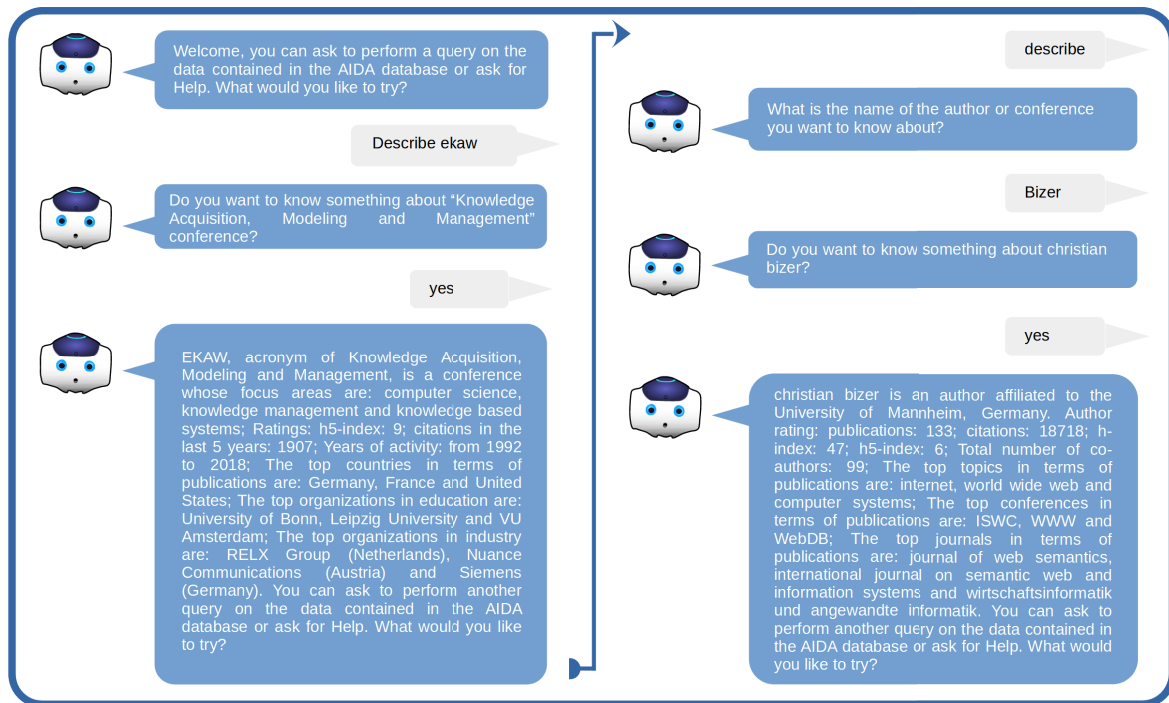 Welcome, you can ask to perform a query on the
data contained in the AIDA database or ask for
Help. What would you like to try?
Describe ekaw
Do you want to know something about “Knowledge
Acquisition, Modeling and Management”
conference?
yes
EKAW, acronym of Knowledge Acquisition,
Modeling and Management, is a conference
whose focus areas are: computer science,
knowledge management and knowledge based
systems; Ratings: h5-index: 9; citations in the
last 5 years: 1907; Years of activity: from 1992
to 2018; The top countries in terms of
publications are: Germany, France and United
States; The top organizations in education are:
University of Bonn, Leipzig University and VU
Amsterdam; The top organizations in industry
are: RELX Group (Netherlands), Nuance
Communications (Austria) and Siemens
(Germany). You can ask to perform another
query on the data contained in the AIDA
database or ask for Help. What would you like
to try?
describe
What is the name of the author or conference
you want to know about?
Bizer
Do you want to know something about christian
bizer?
yes
christian bizer is an author affiliated to the
University of Mannheim, Germany. Author
rating: publications: 133; citations: 18718; h-
index: 47; h5-index: 6; Total number of co-
authors: 99; The top topics in terms of
publications are: internet, world wide web and
computer systems; The top conferences in
terms of publications are: ISWC, WWW and
WebDB; The top journals in terms of
publications are: journal of web semantics,
international journal on semantic web and
information systems and wirtschaftsinformatik
und angewandte informatik. You can ask to
perform another query on the data contained in
the AIDA database or ask for Help. What would
you like to try?